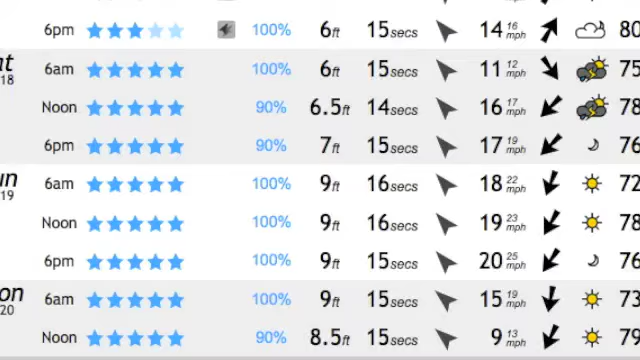 6pm 100% 6ft 15secs 14 16 mph 80
at 18 6am 100% 6ft 15secs 11 12 mph 75
Noon 90% 6.5ft 14secs 16 17 mph 78
6pm 90% 7ft 15secs 17 19 mph 76
un 19 6am 100% 9ft 16secs 18 22 mph 72
Noon 100% 9ft 16secs 19 23 mph 78
6pm 100% 9ft 15secs 20 25 mph 76
on 20 6am 100% 9ft 15secs 15 19 mph 73
Noon 90% 8.5ft 15secs 9 13 mph 79